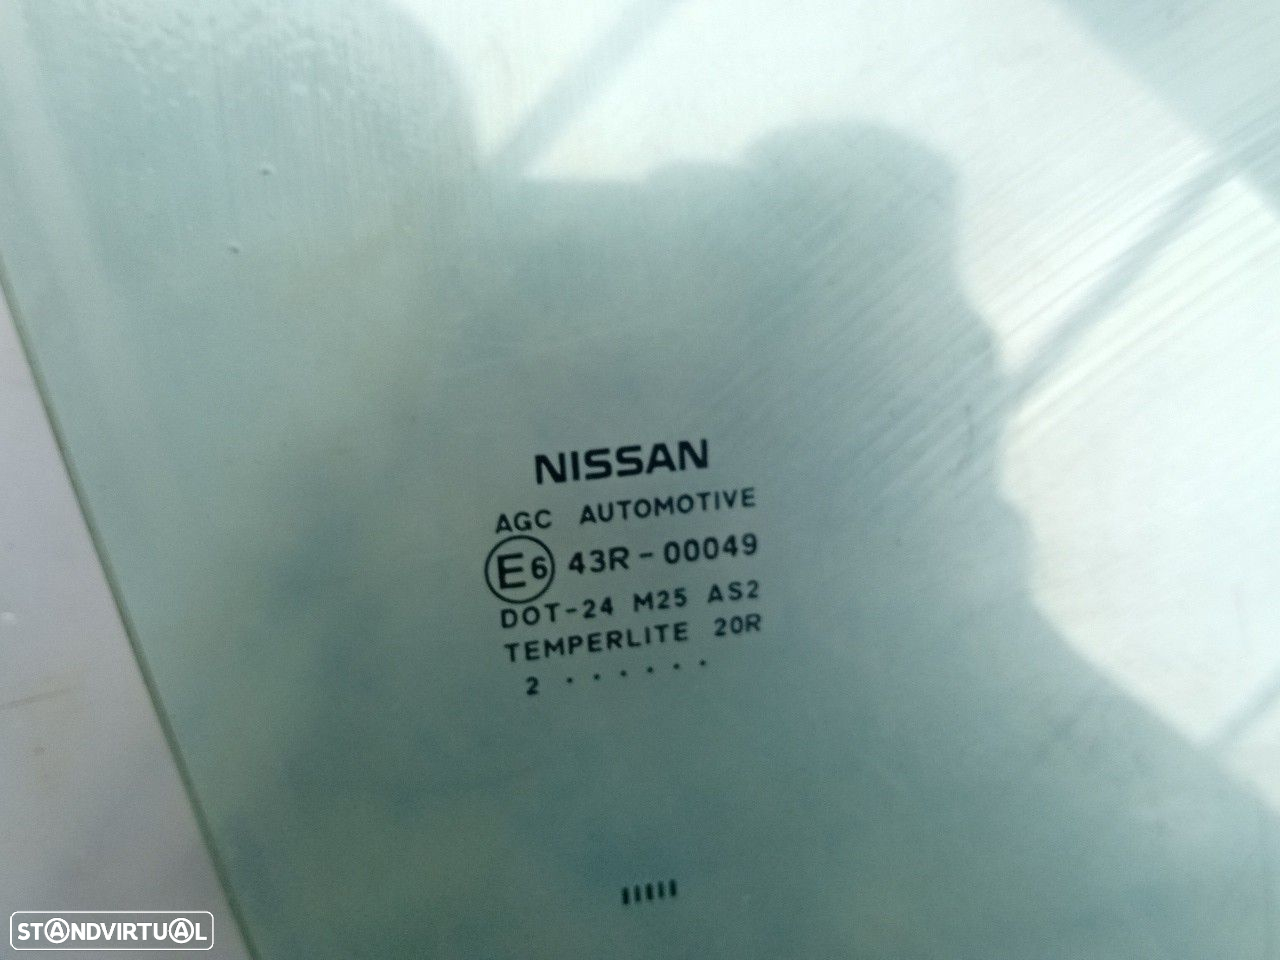 NISSAN
AGC AUTOMOTIVE
E6 43R-00049
DOT-24 M25 AS2
TEMPERLITE 20R
2 . . . . . .
STANDVIRTUAL